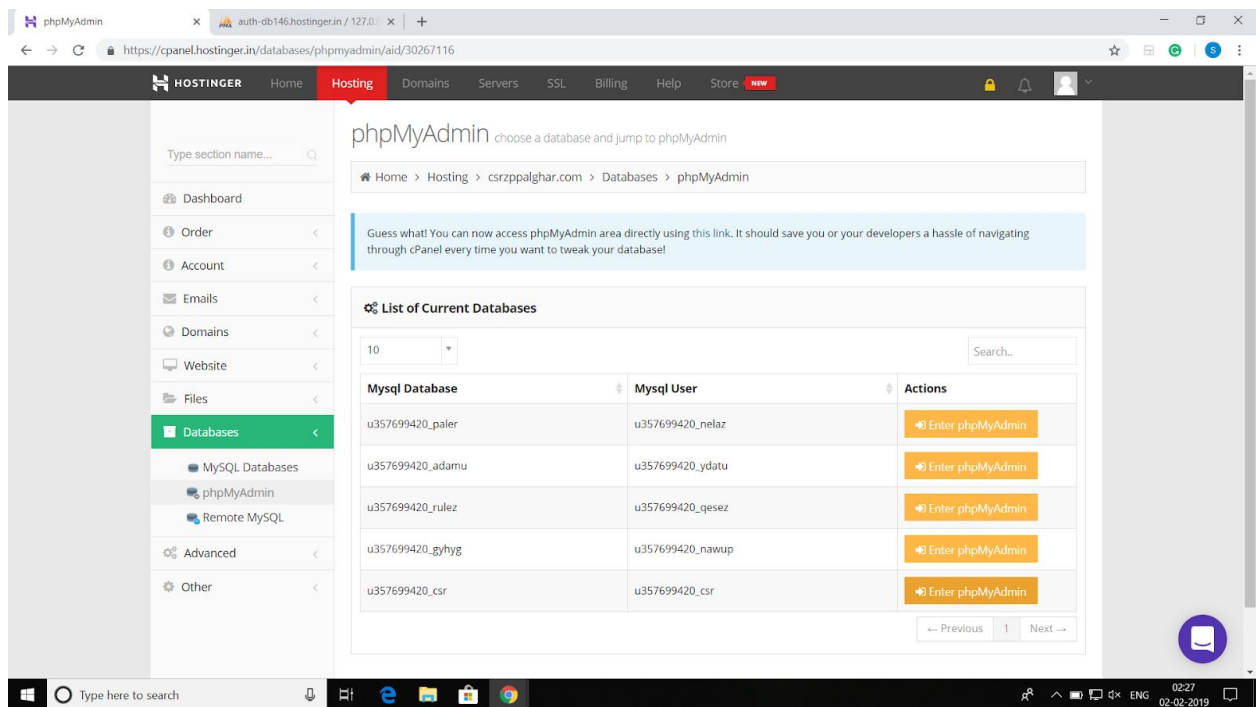 phpMyAdmin
auth-db146.hostinger.in / 127.0.
https://cpanel.hostinger.in/databases/phpmyadmin/aid/30267116
S
HOSTINGER Home Hosting Domains Servers SSL Billing Help Store NEW
Type section name...
Dashboard
Order
Account
Emails
Domains
Website
Files
Databases
MySQL Databases
phpMyAdmin
Remote MySQL
Advanced
Other
phpMyAdmin choose a database and jump to phpMyAdmin
Home > Hosting > csrzppalghar.com > Databases > phpMyAdmin
Guess what! You can now access phpMyAdmin area directly using this link. It should save you or your developers a hassle of navigating
through cPanel every time you want to tweak your database!
List of Current Databases
10 Search..
Mysql Database Mysql User Actions
u357699420_paler u357699420_nelaz Enter phpMyAdmin
u357699420_adamu u357699420_ydatu Enter phpMyAdmin
u357699420_rulez u357699420_qesez Enter phpMyAdmin
u357699420_gyhyg u357699420_nawup Enter phpMyAdmin
u357699420_csr u357699420_csr Enter phpMyAdmin
← Previous 1 Next →
Type here to search
ENG
02:27
02-02-2019